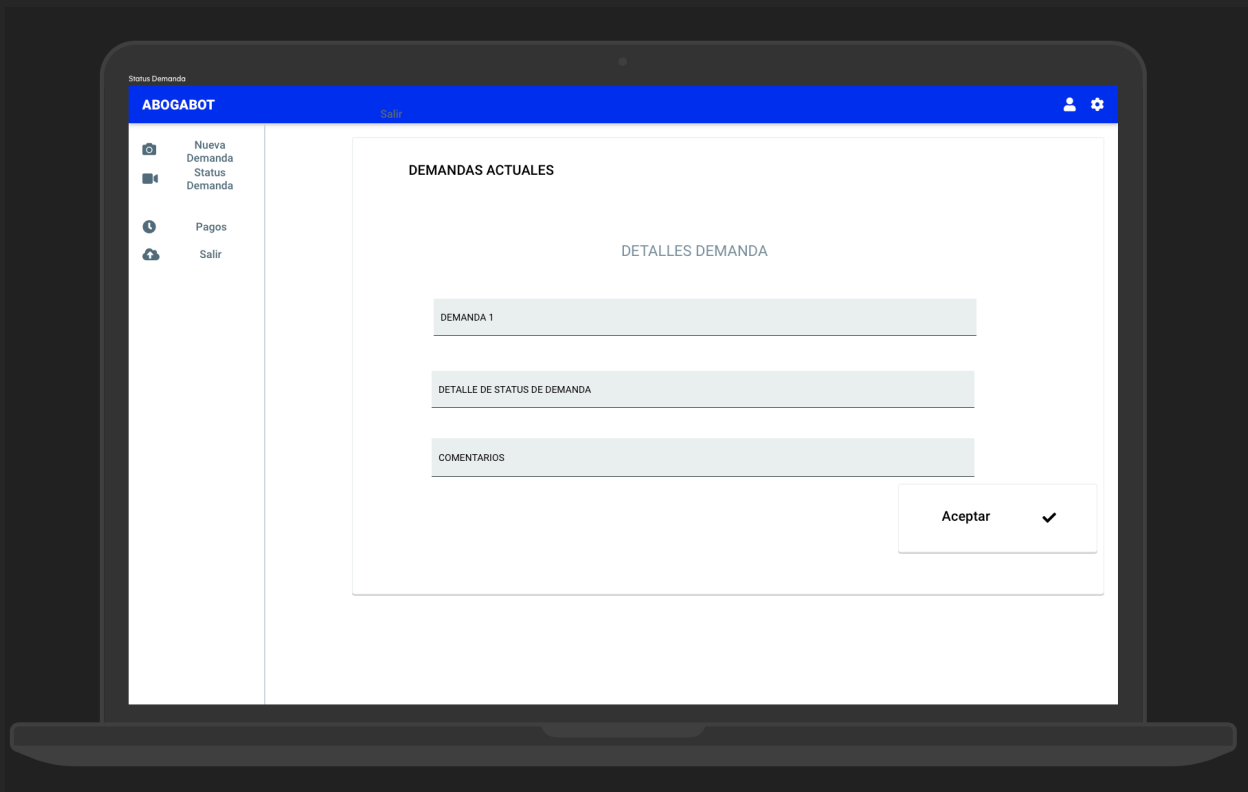 Status Demanda
ABOGABOT
Salir
Nueva
Demanda
Status
Demanda
Pagos
Salir
DEMANDAS ACTUALES
DETALLES DEMANDA
DEMANDA 1
DETALLE DE STATUS DE DEMANDA
COMENTARIOS
Aceptar